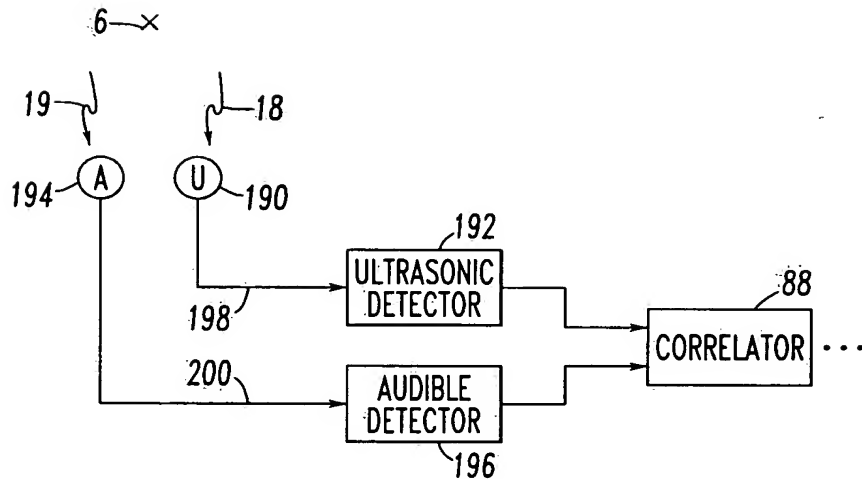 6 x
19
18
194
A
U
190
192
ULTRASONIC
DETECTOR
198
88
CORRELATOR
...
200
AUDIBLE
DETECTOR
196